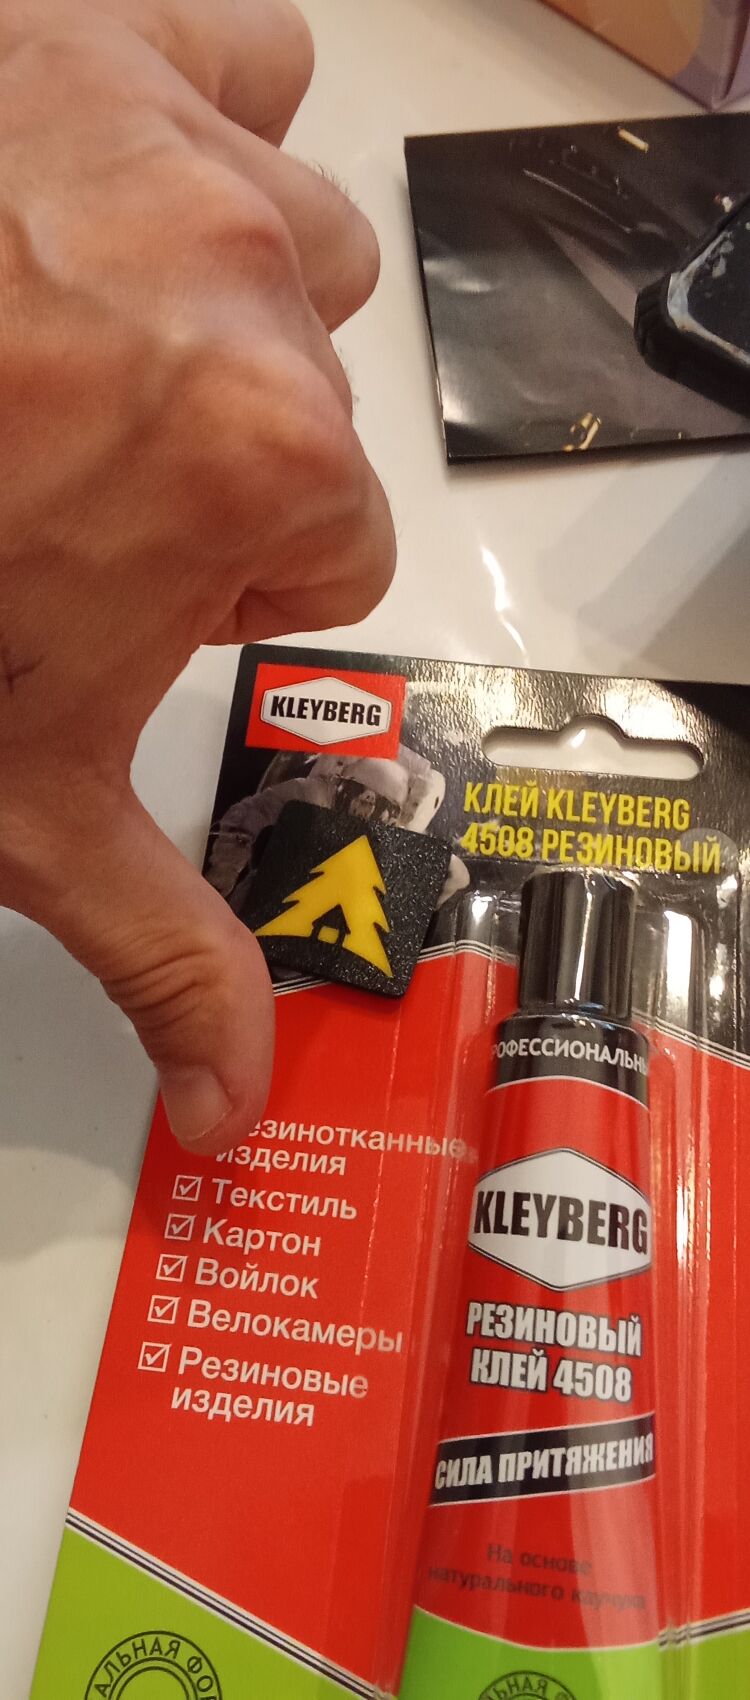 KLEYBERG
КЛЕЙ KLEYBERG
4508 РЕЗИНОВЫЙ
изделия
Текстиль
Картон
Войлок
Велокамеры
Резиновые
изделия
KLEYBERG
РЕЗИНОВЫЙ
КЛЕЙ 4508
СИЛА ПРИТЯЖЕНИЯ
На основе
натурального каучука